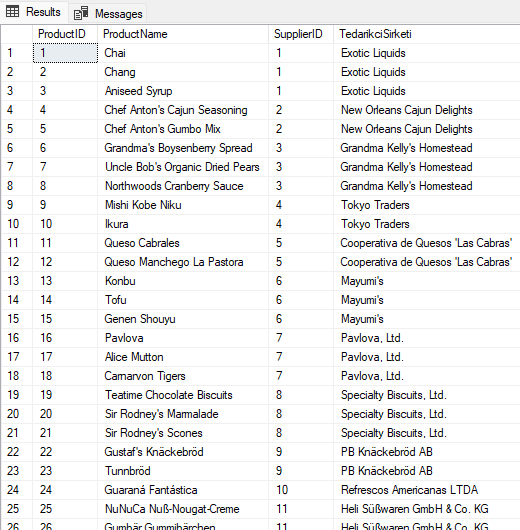 Results Messages
ProductID ProductName SupplierID TedarikciSirketi
1 1 Chai 1 Exotic Liquids
2 2 Chang 1 Exotic Liquids
3 3 Aniseed Syrup 1 Exotic Liquids
4 4 Chef Anton's Cajun Seasoning 2 New Orleans Cajun Delights
5 5 Chef Anton's Gumbo Mix 2 New Orleans Cajun Delights
6 6 Grandma's Boysenberry Spread 3 Grandma Kelly's Homestead
7 7 Uncle Bob's Organic Dried Pears 3 Grandma Kelly's Homestead
8 8 Northwoods Cranberry Sauce 3 Grandma Kelly's Homestead
9 9 Mishi Kobe Niku 4 Tokyo Traders
10 10 Ikura 4 Tokyo Traders
11 11 Queso Cabrales 5 Cooperativa de Quesos 'Las Cabras'
12 12 Queso Manchego La Pastora 5 Cooperativa de Quesos 'Las Cabras'
13 13 Konbu 6 Mayumi's
14 14 Tofu 6 Mayumi's
15 15 Genen Shouyu 6 Mayumi's
16 16 Pavlova 7 Pavlova, Ltd.
17 17 Alice Mutton 7 Pavlova, Ltd.
18 18 Carnarvon Tigers 7 Pavlova, Ltd.
19 19 Teatime Chocolate Biscuits 8 Specialty Biscuits, Ltd.
20 20 Sir Rodney's Marmalade 8 Specialty Biscuits, Ltd.
21 21 Sir Rodney's Scones 8 Specialty Biscuits, Ltd.
22 22 Gustaf's Knäckebröd 9 PB Knäckebröd AB
23 23 Tunnbröd 9 PB Knäckebröd AB
24 24 Guaraná Fantástica 10 Refrescos Americanas LTDA
25 25 NuNuCa Nuß-Nougat-Creme 11 Heli Süßwaren GmbH & Co. KG
26 26 Gumbär Gummibärchen 11 Heli Süßwaren GmbH & Co. KG